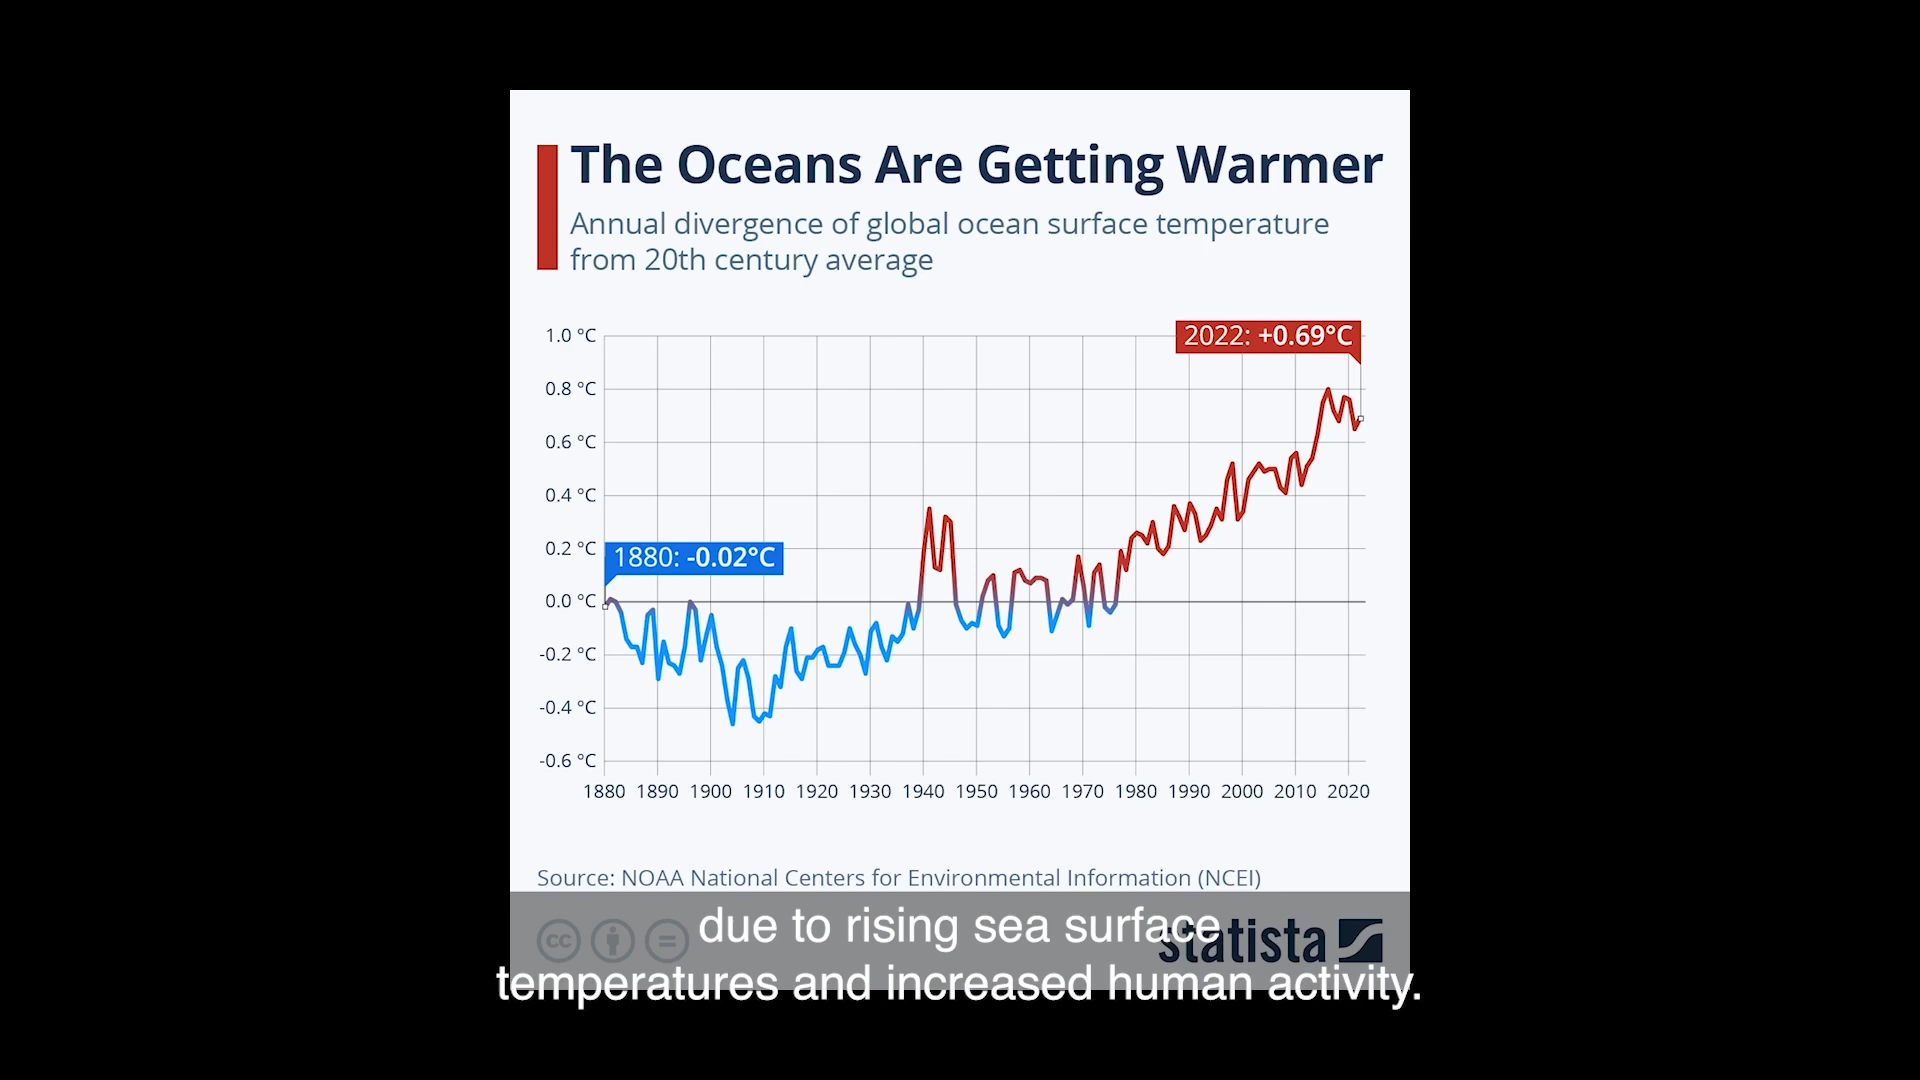 The Oceans Are Getting Warmer
Annual divergence of global ocean surface temperature
from 20th century average
2022: +0.69°C
1.0 °C
0.8 °C
0.6 °C
0.4 °C
0.2 °C
1880: -0.02°C
0.0 °C
-0.2 °C
-0.4 °C
-0.6 °C
1880 1890 1900 1910 1920 1930 1940 1950 1960 1970 1980 1990 2000 2010 2020
Source: NOAA National Centers for Environmental Information (NCEI)
cc
statista
due to rising sea surface
temperatures and increased human activity.